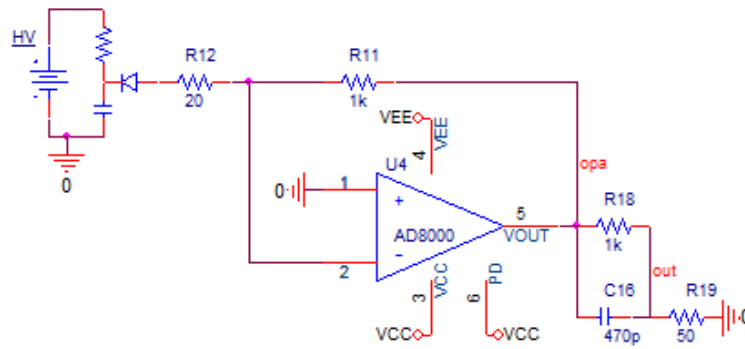 HV
R12
20
R11
1k
VEE
VEE
4
U4
0
1
+
AD8000
-
2
5
VOUT
opa
R18
1k
out
VCC
3
PD
6
VCC
VCC
C16
470p
R19
50
0
0